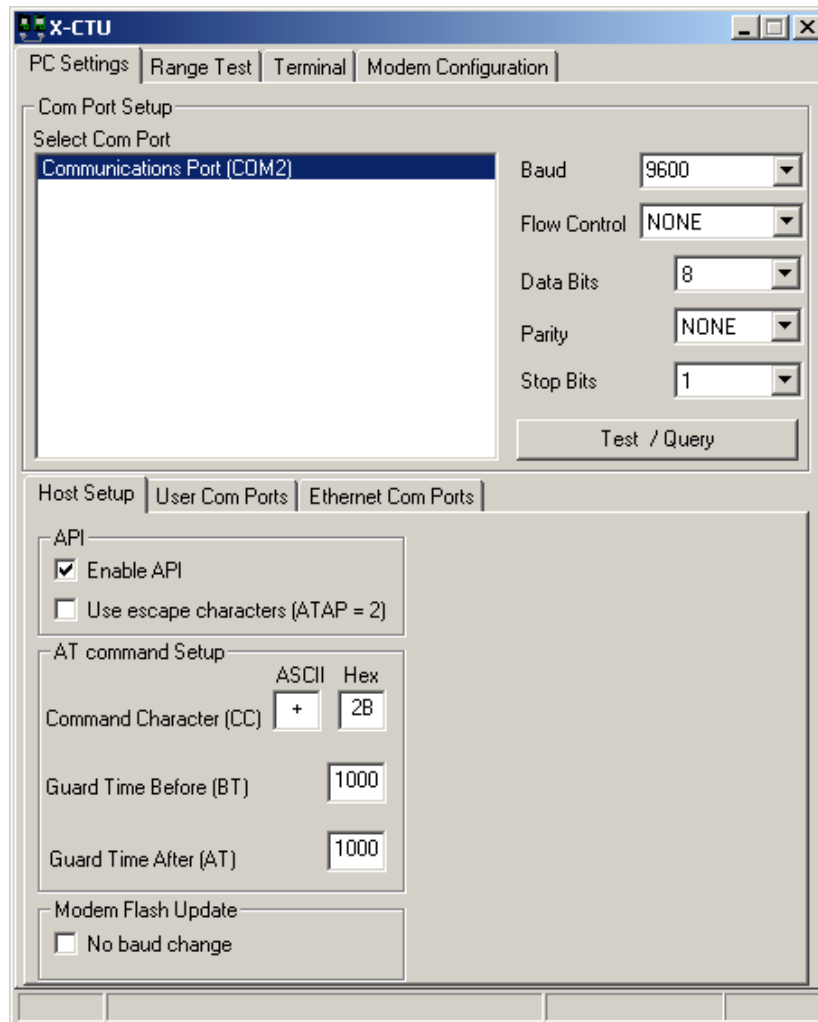 X-CTU
PC Settings Range Test Terminal Modem Configuration
Com Port Setup
Select Com Port
Communications Port (COM2)
Baud 9600
Flow Control NONE
Data Bits 8
Parity NONE
Stop Bits 1
Test / Query
Host Setup User Com Ports Ethernet Com Ports
API
Enable API
Use escape characters (ATAP = 2)
AT command Setup
ASCII Hex
Command Character (CC) + 2B
Guard Time Before (BT) 1000
Guard Time After (AT) 1000
Modem Flash Update
No baud change